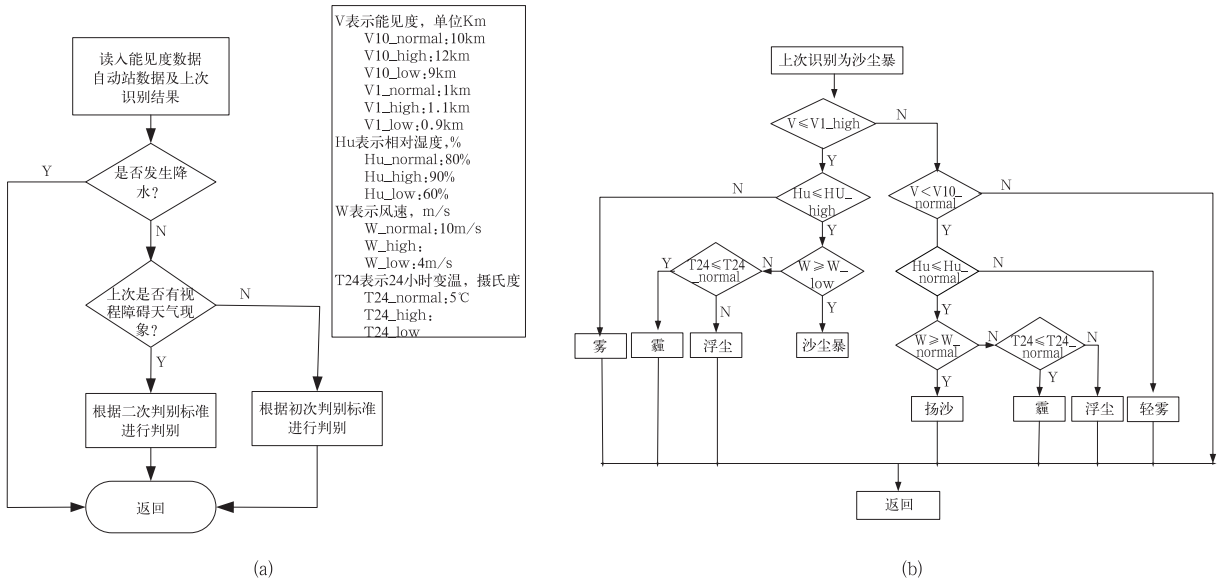 读入能见度数据
自动站数据及上次
识别结果
是否发生降
水?
Y
N
上次是否有视
程障碍天气现
象?
N
Y
根据二次判别标准
进行判别
根据初次判别标准
进行判别
返回
V表示能见度，单位Km
V10_normal:10km
V10_high:12km
V10_low:9km
V1_normal:1km
V1_high:1.1km
V1_low:0.9km
Hu表示相对湿度,%
Hu_normal:80%
Hu_high:90%
Hu_low:60%
W表示风速，m/s
W_normal:10m/s
W_high:
W_low:4m/s
T24表示24小时变温，摄氏度
T24_normal:5℃
T24_high:
T24_low
(a)
上次识别为沙尘暴
V≤V1_high
N
Y
Hu≤HU_
high
N
Y
V<V10_
normal
N
Y
T24≤T24
_normal
Y
N
N
W≥W_
low
Y
Hu≤Hu_
normal
N
Y
W≥W_
normal
N
Y
T24≤T24_
normal
N
Y
雾
霾
浮尘
沙尘暴
扬沙
霾
浮尘
轻雾
返回
(b)